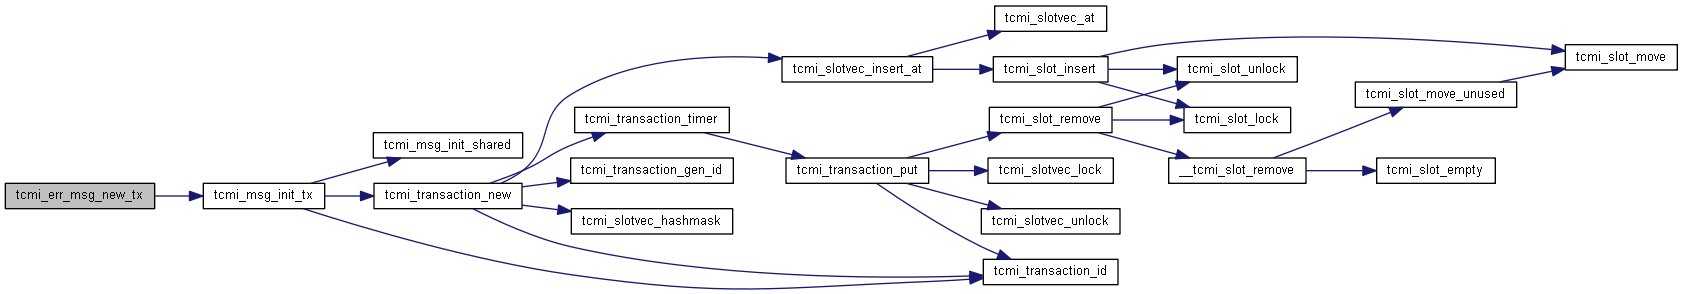 tcmi_err_msg_new_tx
tcmi_msg_init_tx
tcmi_msg_init_shared
tcmi_transaction_new
tcmi_transaction_timer
tcmi_transaction_gen_id
tcmi_slotvec_hashmask
tcmi_slotvec_insert_at
tcmi_transaction_put
tcmi_slotvec_at
tcmi_slot_insert
tcmi_slot_remove
tcmi_slotvec_lock
tcmi_slotvec_unlock
tcmi_transaction_id
tcmi_slot_unlock
tcmi_slot_lock
__tcmi_slot_remove
tcmi_slot_move_unused
tcmi_slot_empty
tcmi_slot_move